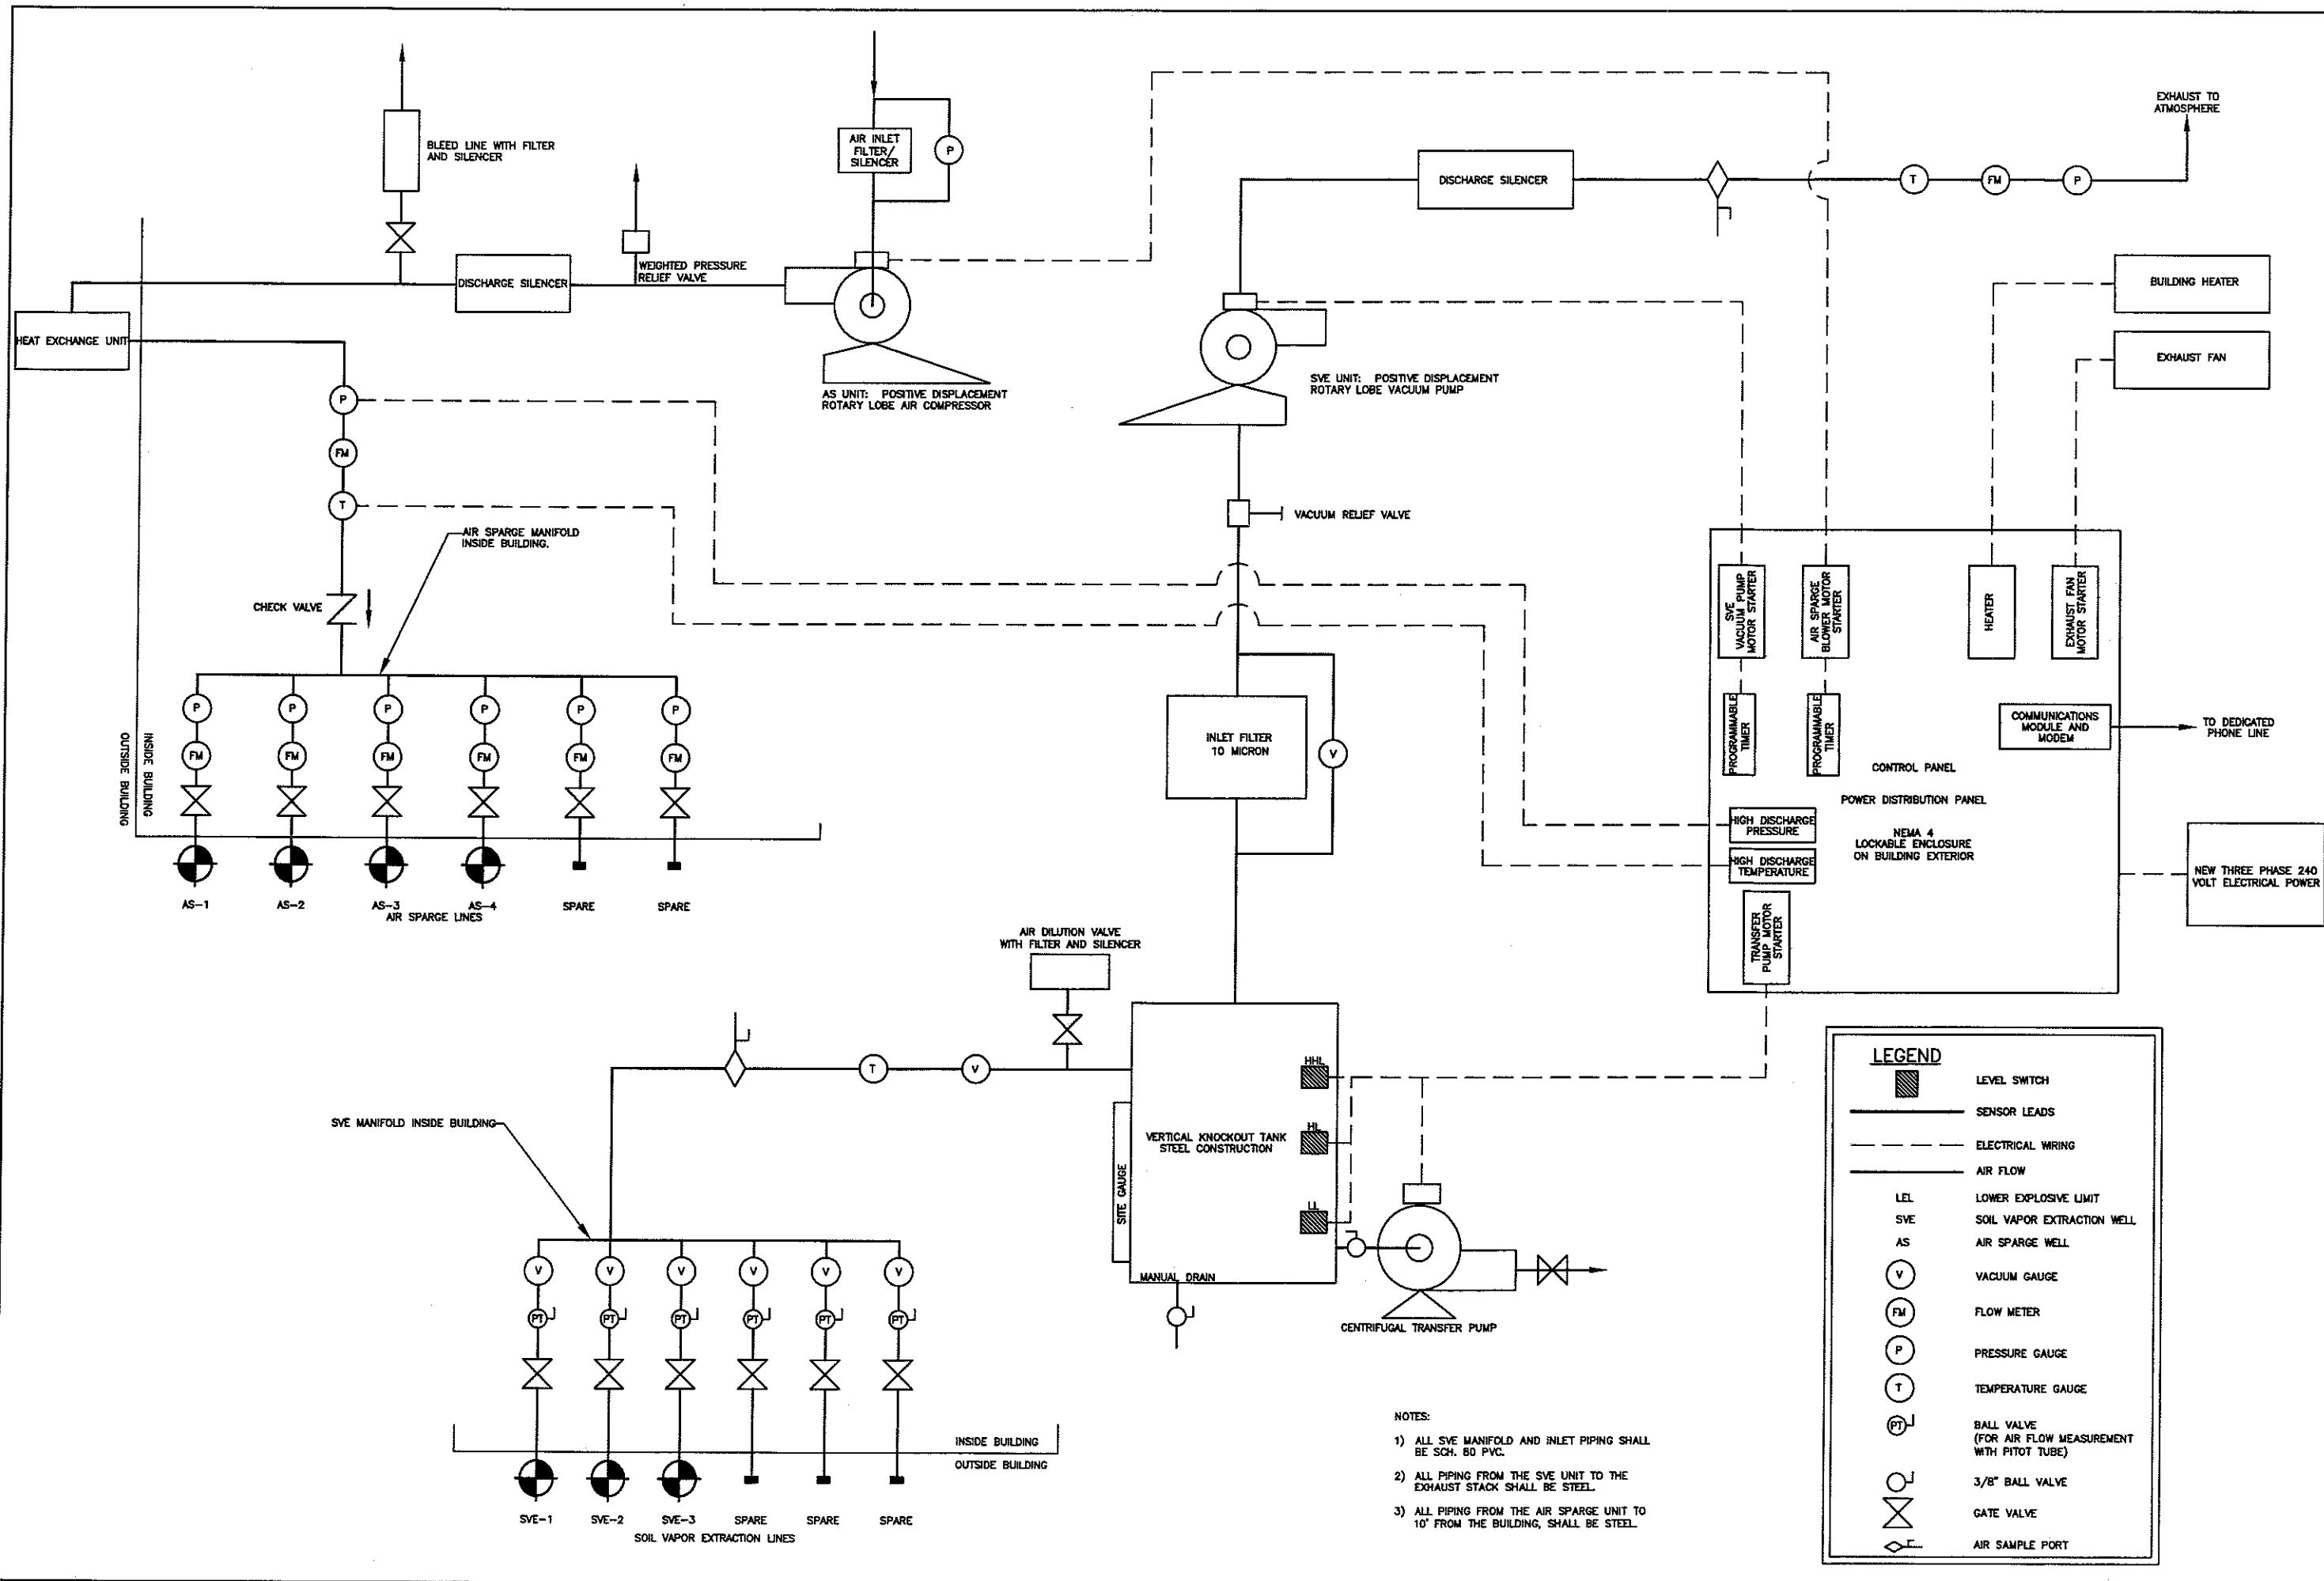 EXHAUST TO
ATMOSPHERE
BLEED LINE WITH FILTER
AND SILENCER
AIR INLET
FILTER/
SILENCER
P
DISCHARGE SILENCER
T
FM
P
WEIGHTED PRESSURE
RELIEF VALVE
DISCHARGE SILENCER
BUILDING HEATER
HEAT EXCHANGE UNIT
EXHAUST FAN
SVE UNIT: POSITIVE DISPLACEMENT
ROTARY LOBE VACUUM PUMP
AS UNIT: POSITIVE DISPLACEMENT
ROTARY LOBE AIR COMPRESSOR
P
FM
T
VACUUM RELIEF VALVE
AIR SPARGE MANIFOLD
INSIDE BUILDING.
CHECK VALVE
SVE
VACUUM PUMP
MOTOR STARTER
AIR SPARGE
BLOWER MOTOR
STARTER
HEATER
EXHAUST FAN
MOTOR STARTER
P P P P P P
FM FM FM FM FM FM
OUTSIDE BUILDING
INSIDE BUILDING
INLET FILTER
10 MICRON
V
PROGRAMMABLE
TIMER
PROGRAMMABLE
TIMER
COMMUNICATIONS
MODULE AND
MODEM
TO DEDICATED
PHONE LINE
CONTROL PANEL
POWER DISTRIBUTION PANEL
NEMA 4
LOCKABLE ENCLOSURE
ON BUILDING EXTERIOR
HIGH DISCHARGE
PRESSURE
HIGH DISCHARGE
TEMPERATURE
TRANSFER
PUMP MOTOR
STARTER
NEW THREE PHASE 240
VOLT ELECTRICAL POWER
AS-1 AS-2 AS-3 AS-4 SPARE SPARE
AIR SPARGE LINES
AIR DILUTION VALVE
WITH FILTER AND SILENCER
T
V
HHL
HL
LL
VERTICAL KNOCKOUT TANK
STEEL CONSTRUCTION
SITE GAUGE
MANUAL DRAIN
CENTRIFUGAL TRANSFER PUMP
SVE MANIFOLD INSIDE BUILDING
V V V V V V
PT PT PT PT PT PT
INSIDE BUILDING
OUTSIDE BUILDING
SVE-1 SVE-2 SVE-3 SPARE SPARE SPARE
SOIL VAPOR EXTRACTION LINES
NOTES:
1) ALL SVE MANIFOLD AND INLET PIPING SHALL
BE SCH. 80 PVC.
2) ALL PIPING FROM THE SVE UNIT TO THE
EXHAUST STACK SHALL BE STEEL.
3) ALL PIPING FROM THE AIR SPARGE UNIT TO
10' FROM THE BUILDING, SHALL BE STEEL.
LEGEND
LEVEL SWITCH
SENSOR LEADS
ELECTRICAL WIRING
AIR FLOW
LEL LOWER EXPLOSIVE LIMIT
SVE SOIL VAPOR EXTRACTION WELL
AS AIR SPARGE WELL
V VACUUM GAUGE
FM FLOW METER
P PRESSURE GAUGE
T TEMPERATURE GAUGE
PT BALL VALVE
(FOR AIR FLOW MEASUREMENT
WITH PITOT TUBE)
3/8" BALL VALVE
GATE VALVE
AIR SAMPLE PORT